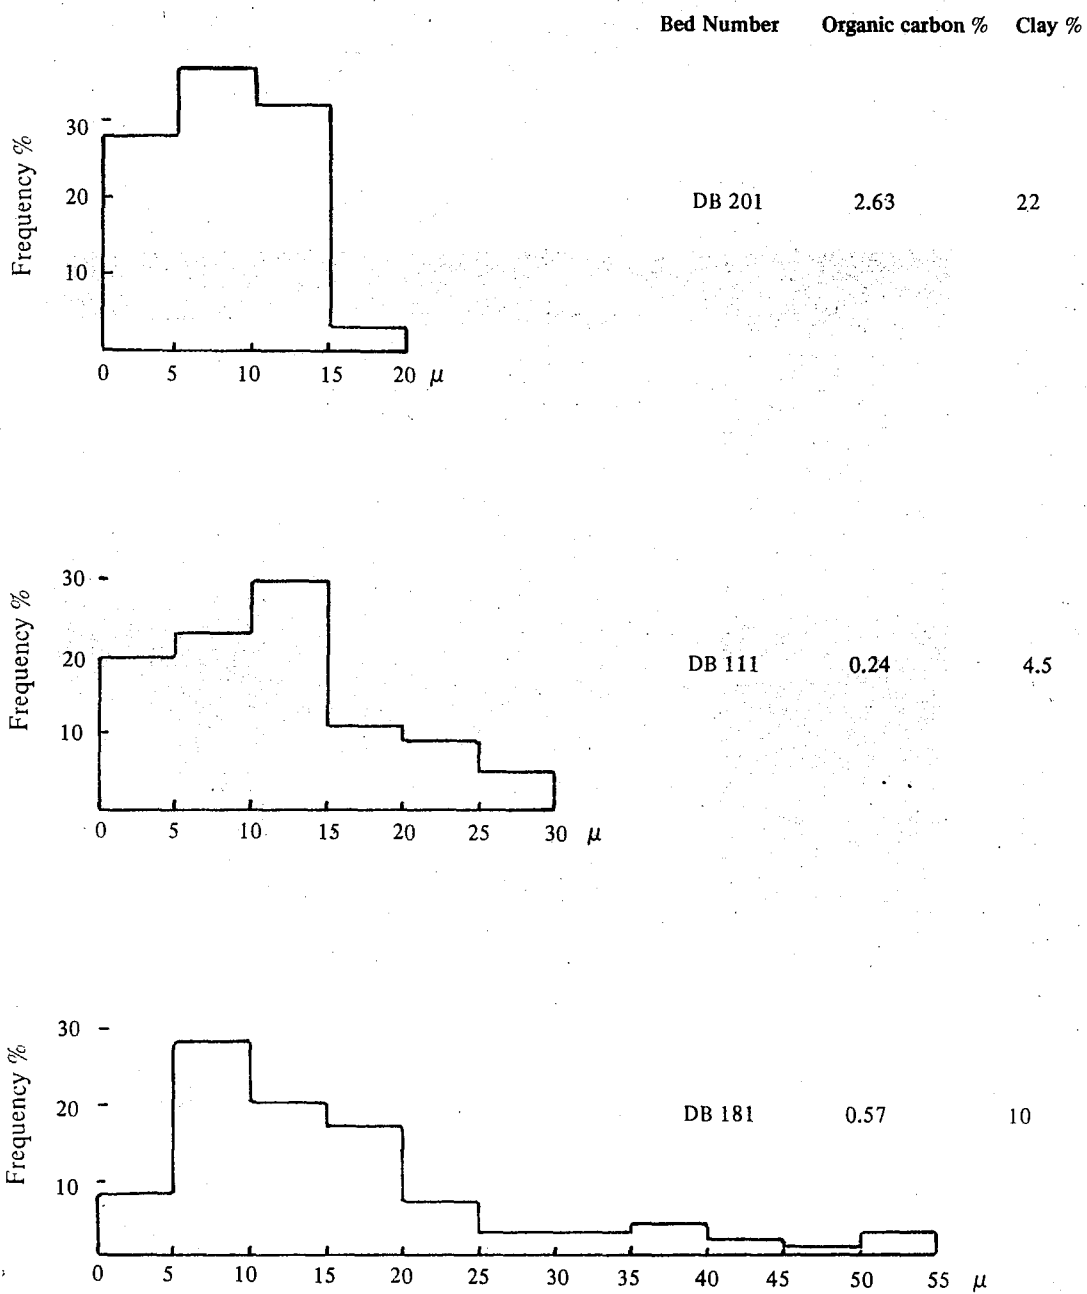 Bed Number Organic carbon % Clay %
Frequency %
30
20
10
DB 201 2.63 22
0 5 10 15 20 μ
Frequency %
30
20
10
DB 111 0.24 4.5
0 5 10 15 20 25 30 μ
Frequency %
30
20
10
DB 181 0.57 10
0 5 10 15 20 25 30 35 40 45 50 55 μ